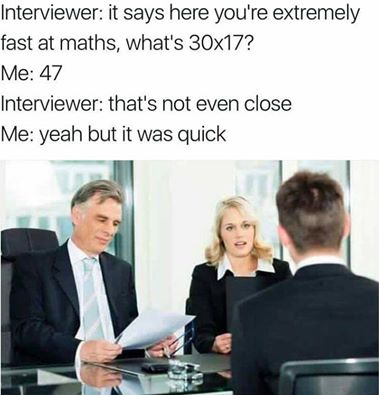 Interviewer: it says here you're extremely
fast at maths, what's 30x17?
Me: 47
Interviewer: that's not even close
Me: yeah but it was quick